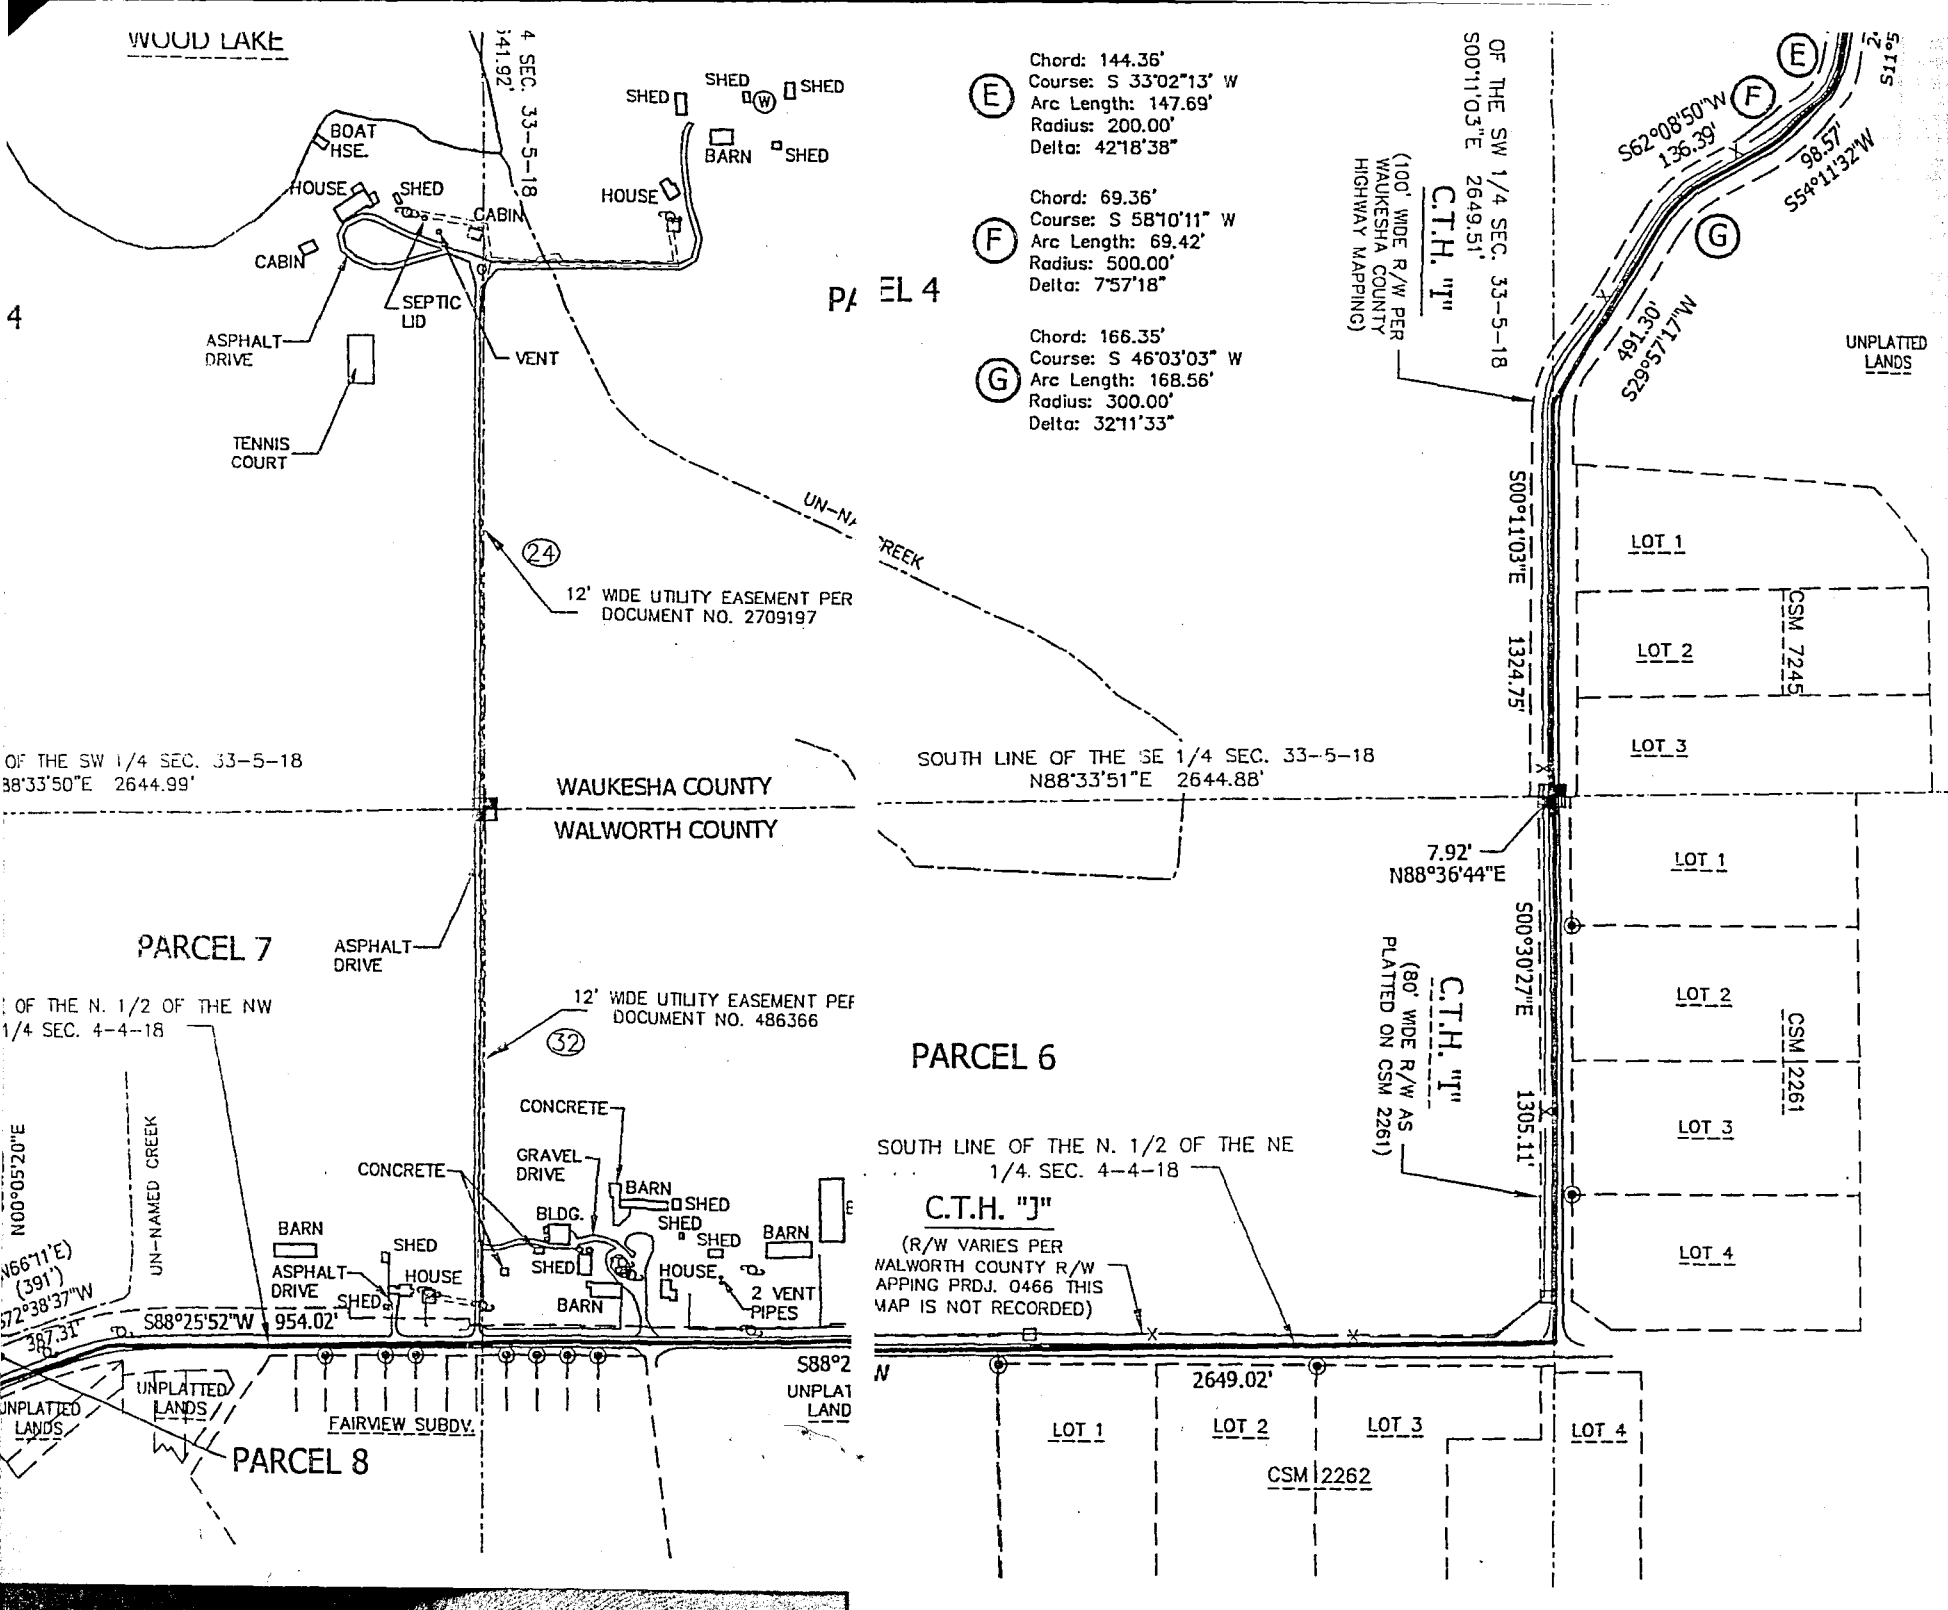 WOOD LAKE
4 SEC. 33-5-18
541.92'
BOAT
HSE.
HOUSE
SHED
CABIN
CABIN
SEPTIC
LID
ASPHALT
DRIVE
VENT
TENNIS
COURT
4
SHED
SHED
W
SHED
BARN
SHED
HOUSE
E
Chord: 144.36'
Course: S 33°02"13' W
Arc Length: 147.69'
Radius: 200.00'
Delta: 42°18'38"
F
Chord: 69.36'
Course: S 58°10'11" W
Arc Length: 69.42'
Radius: 500.00'
Delta: 7°57'18"
G
Chord: 166.35'
Course: S 46°03'03" W
Arc Length: 168.56'
Radius: 300.00'
Delta: 32°11'33"
EL 4
OF THE SW 1/4 SEC. 33-5-18
S00°11'03"E 2649.51'
C.T.H. "I"
(100' WIDE R/W PER
WAUKESHA COUNTY
HIGHWAY MAPPING)
E
F
S62°08'50"W
136.39'
S11°5
98.57'
S54°11'32"W
G
491.30'
S29°57'17"W
UNPLATTED
LANDS
UN-NA
REEK
24
12' WIDE UTILITY EASEMENT PER
DOCUMENT NO. 2709197
S00°11'03"E
1324.75'
LOT 1
LOT 2
LOT 3
CSM 7245
OF THE SW 1/4 SEC. 33-5-18
88°33'50"E 2644.99'
WAUKESHA COUNTY
WALWORTH COUNTY
SOUTH LINE OF THE SE 1/4 SEC. 33-5-18
N88°33'51"E 2644.88'
7.92'
N88°36'44"E
PARCEL 7
ASPHALT
DRIVE
OF THE N. 1/2 OF THE NW
1/4 SEC. 4-4-18
12' WIDE UTILITY EASEMENT PER
DOCUMENT NO. 486366
32
PARCEL 6
S00°30'27"E
1305.11'
C.T.H. "I"
(80' WIDE R/W AS
PLATTED ON CSM 2261)
LOT 1
LOT 2
LOT 3
LOT 4
CSM 2261
N00°05'20"E
UN-NAMED CREEK
N66°11'E)
(391')
S72°38'37"W
387.31'
CONCRETE
CONCRETE
GRAVEL
DRIVE
BARN
SHED
SHED
SHED
BLDG.
BARN
BARN
SHED
ASPHALT
DRIVE
HOUSE
SHED
SHED
BARN
HOUSE
2 VENT
PIPES
S88°25'52"W 954.02'
SOUTH LINE OF THE N. 1/2 OF THE NE
1/4. SEC. 4-4-18
C.T.H. "J"
(R/W VARIES PER
WALWORTH COUNTY R/W
APPING PROJ. 0466 THIS
MAP IS NOT RECORDED)
S88°2
W
2649.02'
UNPLATTED
LANDS
UNPLATTED
LANDS
FAIRVIEW SUBDV.
UNPLAT
LAND
PARCEL 8
LOT 1
LOT 2
LOT 3
LOT 4
CSM 2262